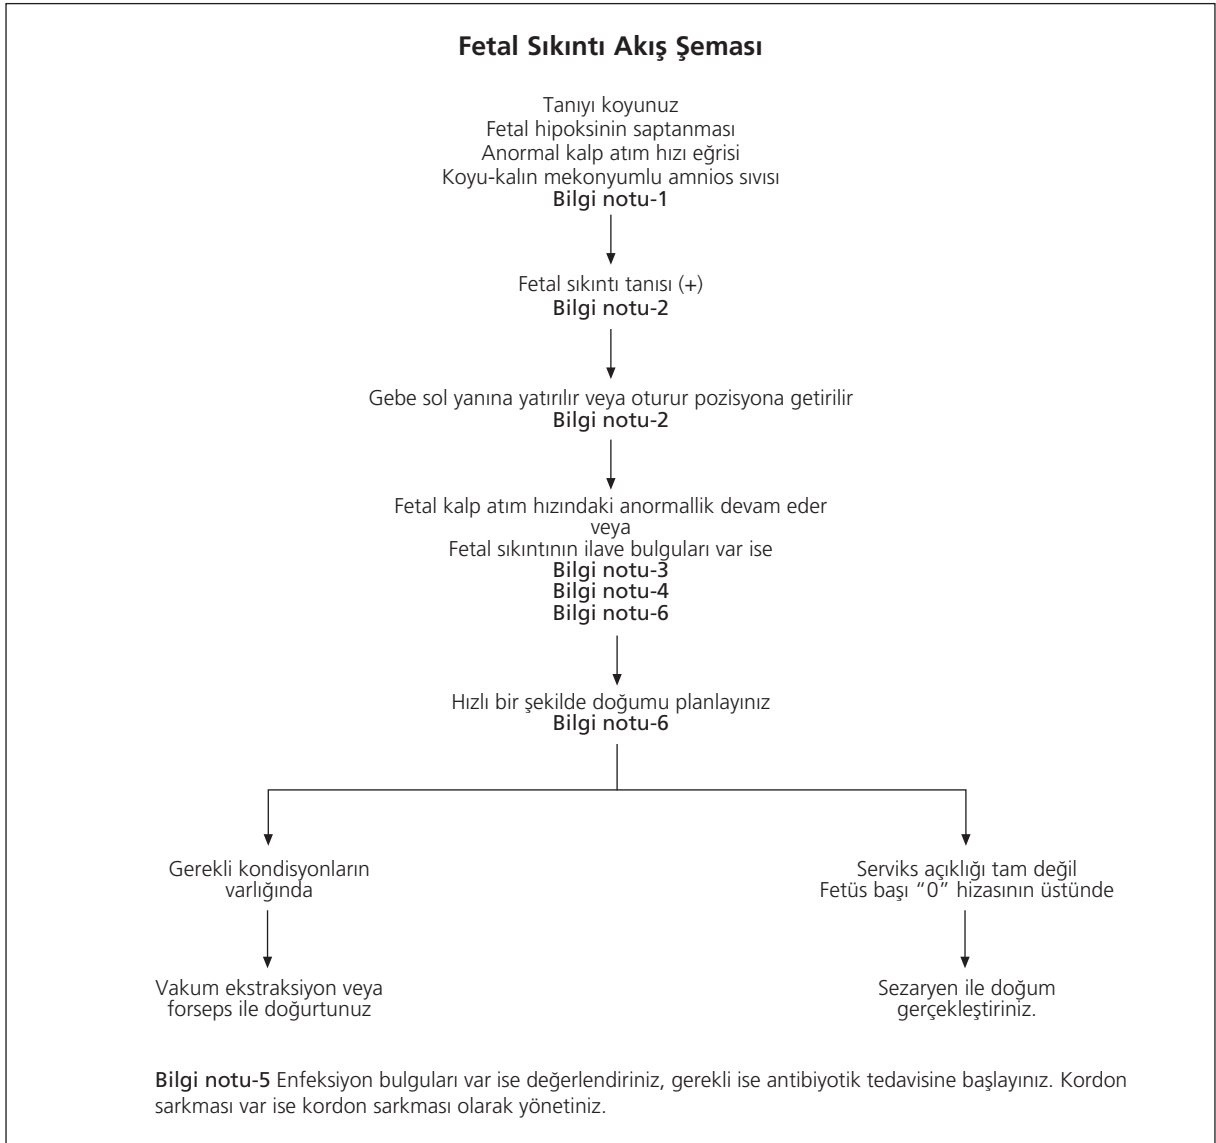 Fetal Sıkıntı Akış Şeması
Tanıyı koyunuz
Fetal hipoksinin saptanması
Anormal kalp atım hızı eğrisi
Koyu-kalın mekonyumlu amnios sıvısı
Bilgi notu-1
Fetal sıkıntı tanısı (+)
Bilgi notu-2
Gebe sol yanına yatırılır veya oturur pozisyona getirilir
Bilgi notu-2
Fetal kalp atım hızındaki anormallik devam eder
veya
Fetal sıkıntının ilave bulguları var ise
Bilgi notu-3
Bilgi notu-4
Bilgi notu-6
Hızlı bir şekilde doğumu planlayınız
Bilgi notu-6
Gerekli kondisyonların
varlığında
Vakum ekstraksiyon veya
forseps ile doğurtunuz
Serviks açıklığı tam değil
Fetüs başı “0” hizasının üstünde
Sezaryen ile doğum
gerçekleştiriniz.
Bilgi notu-5 Enfeksiyon bulguları var ise değerlendiriniz, gerekli ise antibiyotik tedavisine başlayınız. Kordon
sarkması var ise kordon sarkması olarak yönetiniz.